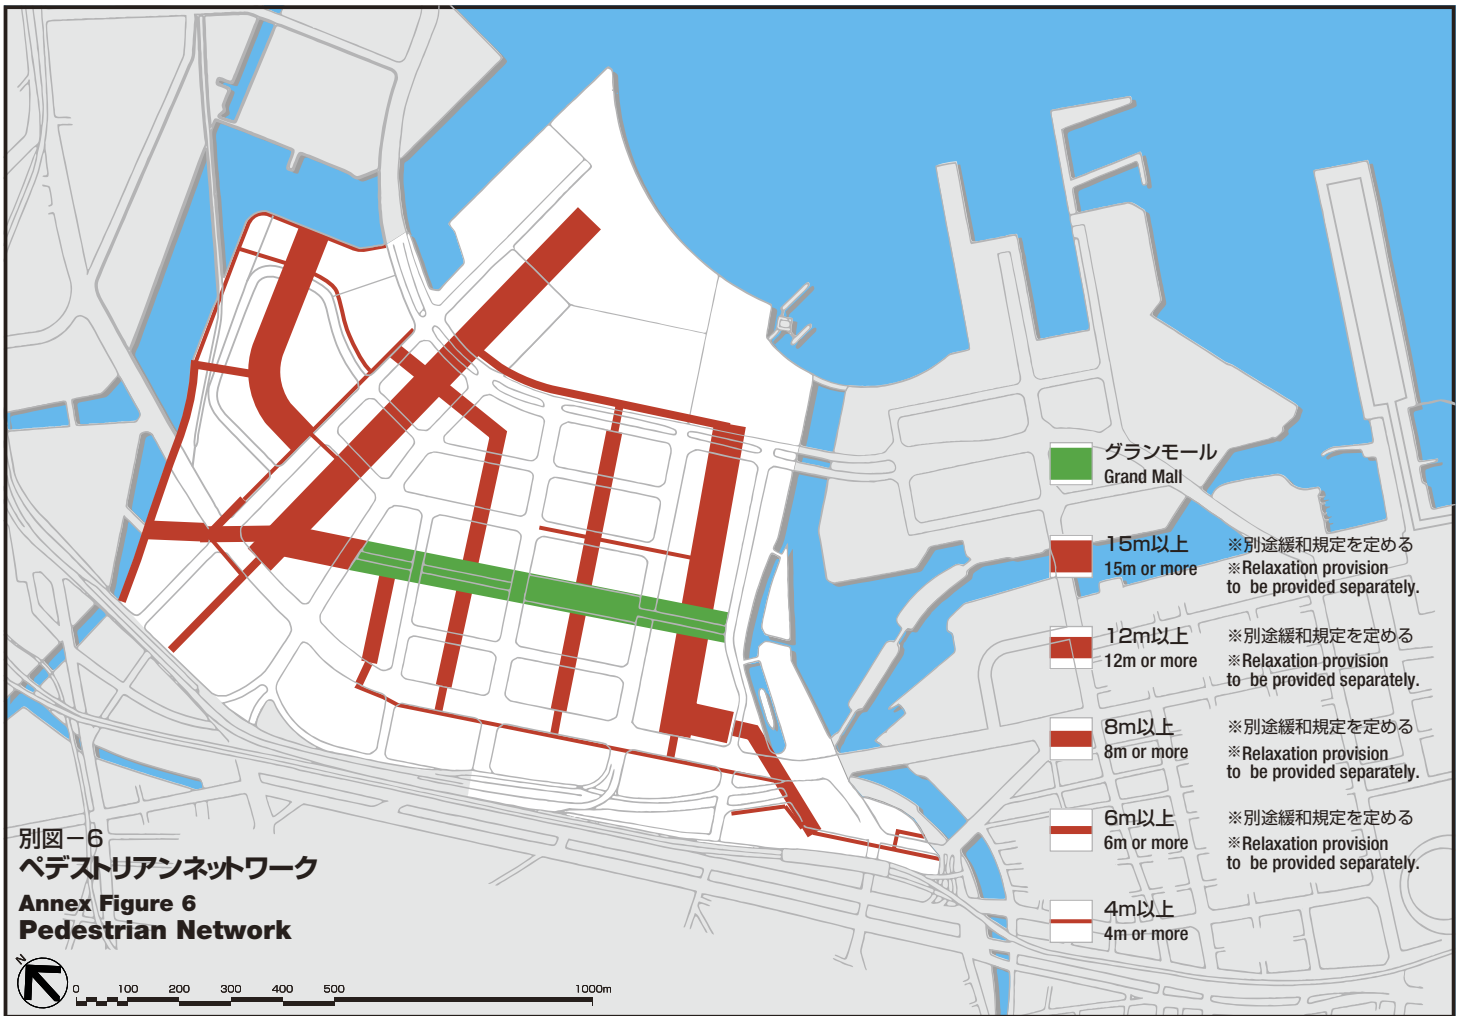 グランモール
Grand Mall
15m以上
15m or more
※別途緩和規定を定める
※Relaxation provision
to be provided separately.
12m以上
12m or more
※別途緩和規定を定める
※Relaxation provision
to be provided separately.
8m以上
8m or more
※別途緩和規定を定める
※Relaxation provision
to be provided separately.
6m以上
6m or more
※別途緩和規定を定める
※Relaxation provision
to be provided separately.
4m以上
4m or more
別図－6
ペデストリアンネットワーク
Annex Figure 6
Pedestrian Network
N
0 100 200 300 400 500 1000m